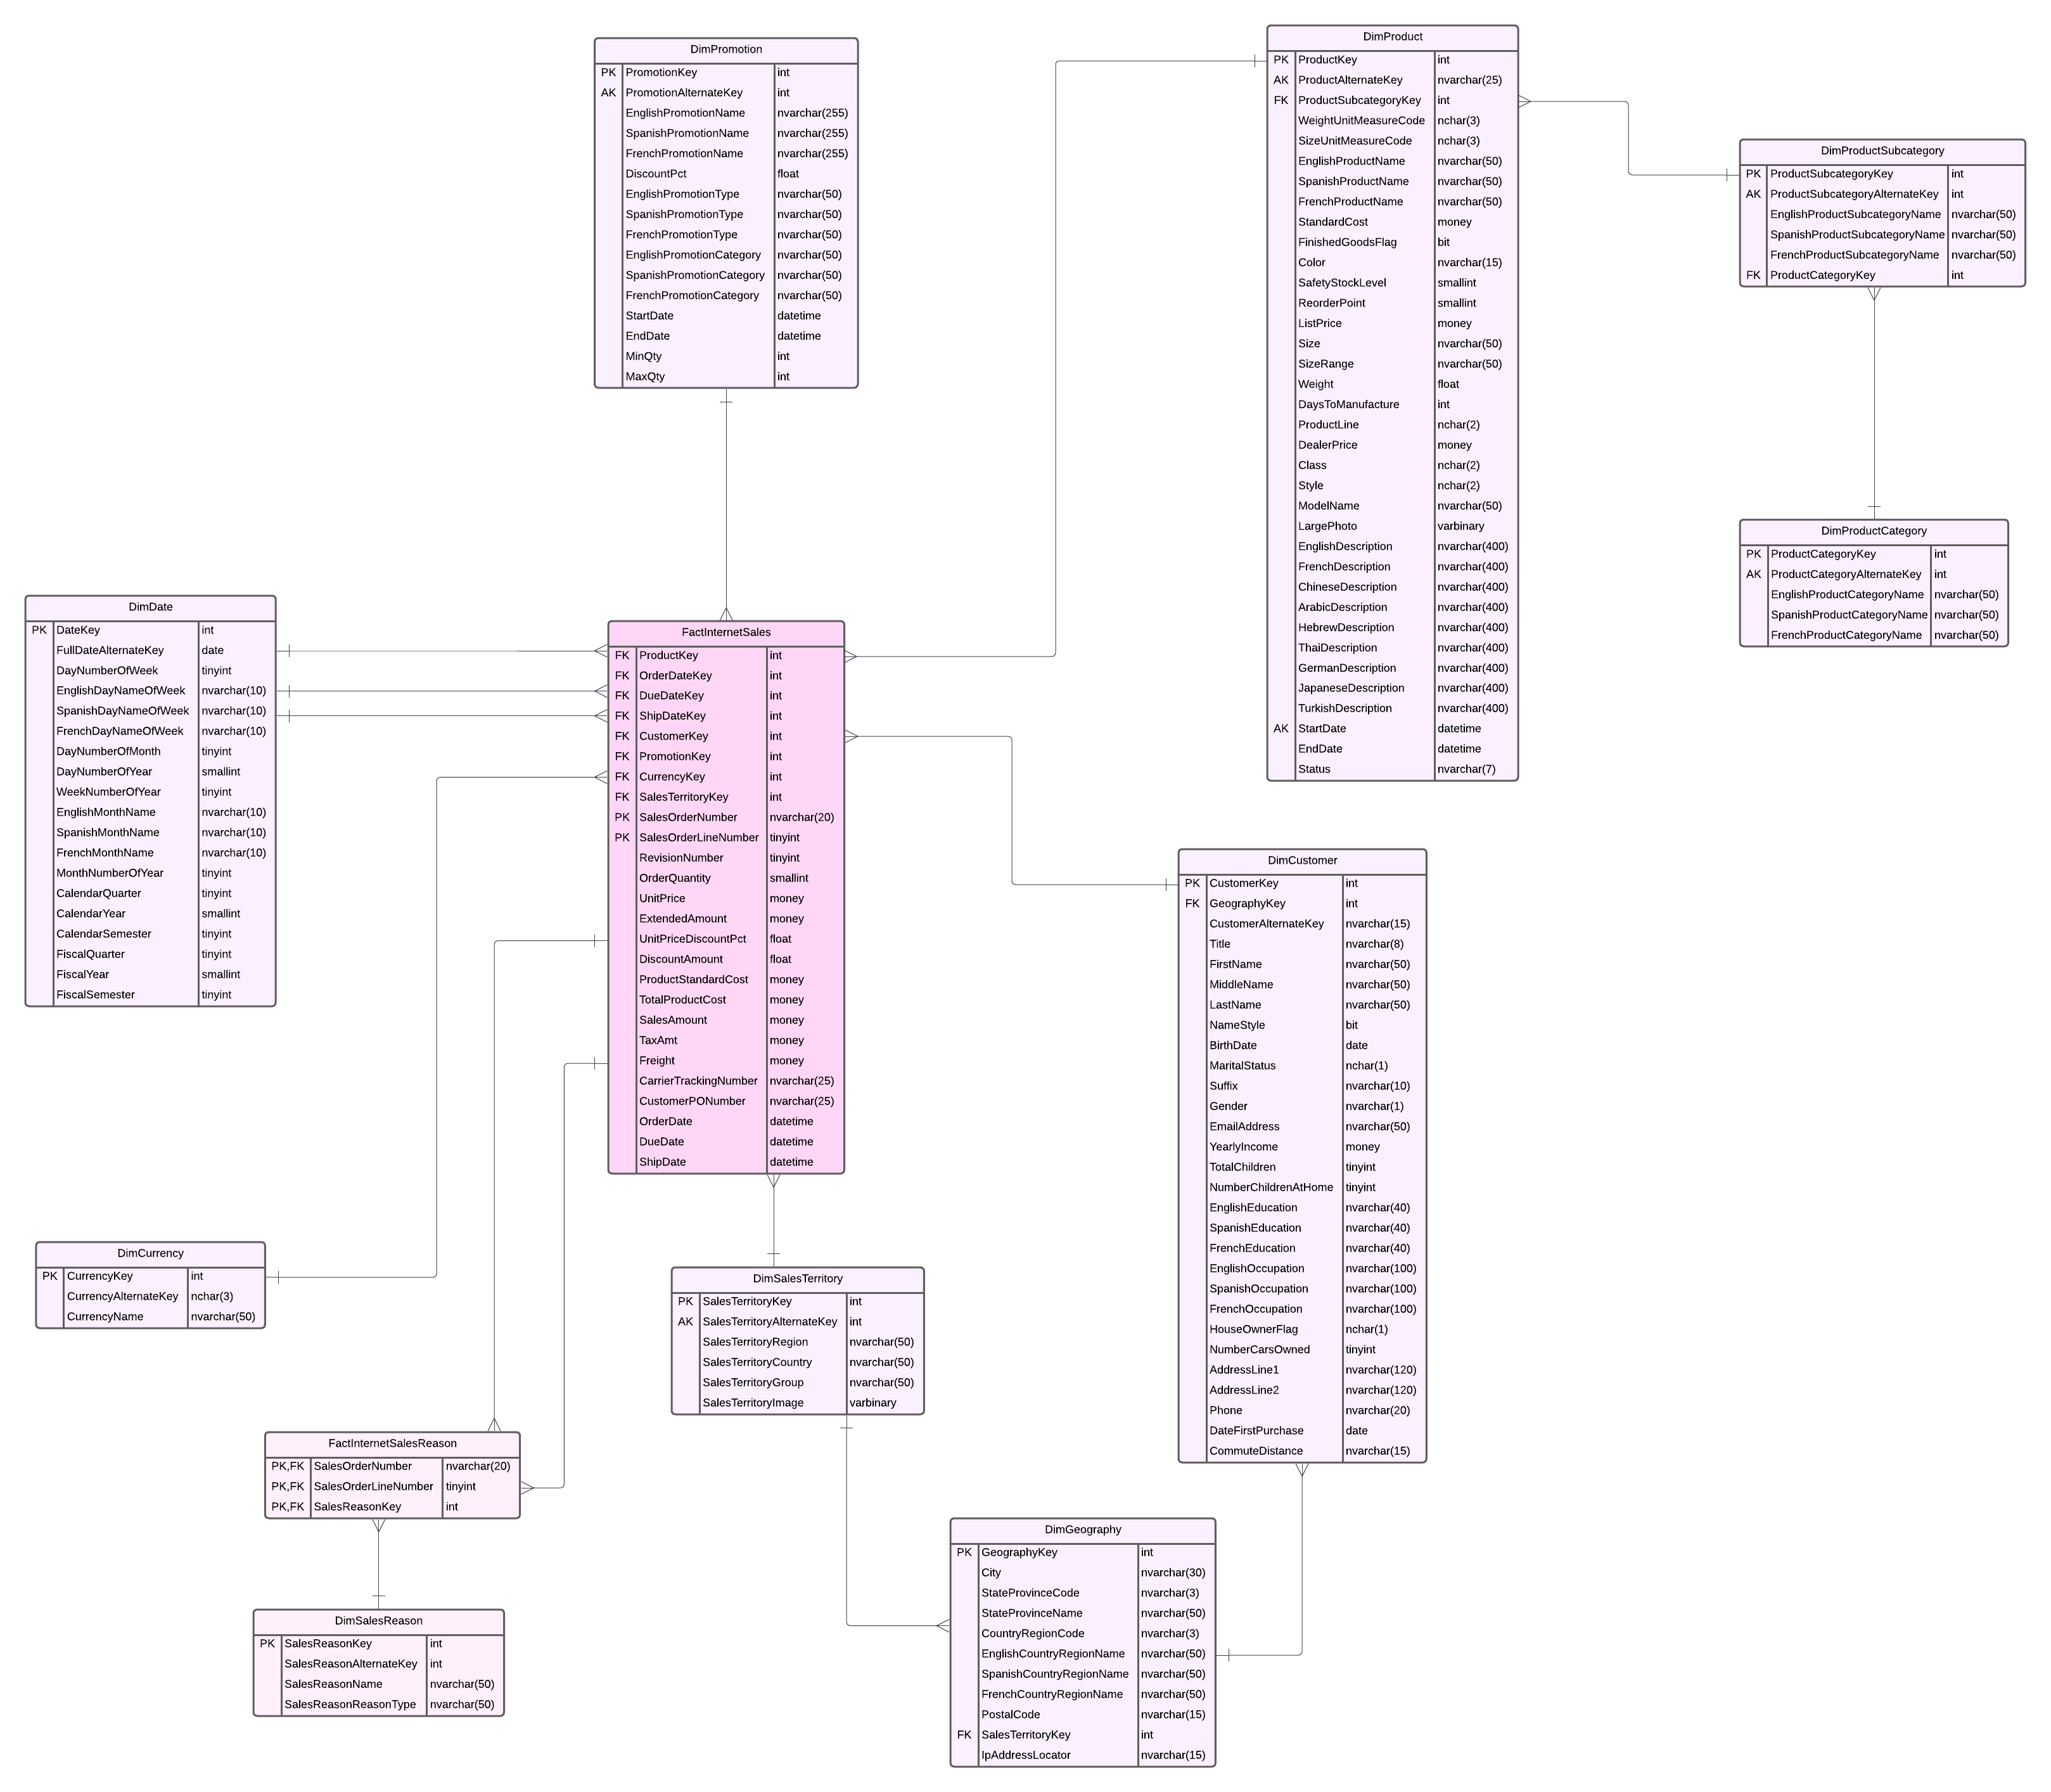 DimPromotion
PK PromotionKey int
AK PromotionAlternateKey int
EnglishPromotionName nvarchar(255)
SpanishPromotionName nvarchar(255)
FrenchPromotionName nvarchar(255)
DiscountPct float
EnglishPromotionType nvarchar(50)
SpanishPromotionType nvarchar(50)
FrenchPromotionType nvarchar(50)
EnglishPromotionCategory nvarchar(50)
SpanishPromotionCategory nvarchar(50)
FrenchPromotionCategory nvarchar(50)
StartDate datetime
EndDate datetime
MinQty int
MaxQty int
DimProduct
PK ProductKey int
AK ProductAlternateKey nvarchar(25)
FK ProductSubcategoryKey int
WeightUnitMeasureCode nchar(3)
SizeUnitMeasureCode nchar(3)
EnglishProductName nvarchar(50)
SpanishProductName nvarchar(50)
FrenchProductName nvarchar(50)
StandardCost money
FinishedGoodsFlag bit
Color nvarchar(15)
SafetyStockLevel smallint
ReorderPoint smallint
ListPrice money
Size nvarchar(50)
SizeRange nvarchar(50)
Weight float
DaysToManufacture int
ProductLine nchar(2)
DealerPrice money
Class nchar(2)
Style nchar(2)
ModelName nvarchar(50)
LargePhoto varbinary
EnglishDescription nvarchar(400)
FrenchDescription nvarchar(400)
ChineseDescription nvarchar(400)
ArabicDescription nvarchar(400)
HebrewDescription nvarchar(400)
ThaiDescription nvarchar(400)
GermanDescription nvarchar(400)
JapaneseDescription nvarchar(400)
TurkishDescription nvarchar(400)
AK StartDate datetime
EndDate datetime
Status nvarchar(7)
DimProductSubcategory
PK ProductSubcategoryKey int
AK ProductSubcategoryAlternateKey int
EnglishProductSubcategoryName nvarchar(50)
SpanishProductSubcategoryName nvarchar(50)
FrenchProductSubcategoryName nvarchar(50)
FK ProductCategoryKey int
DimProductCategory
PK ProductCategoryKey int
AK ProductCategoryAlternateKey int
EnglishProductCategoryName nvarchar(50)
SpanishProductCategoryName nvarchar(50)
FrenchProductCategoryName nvarchar(50)
DimDate
PK DateKey int
FullDateAlternateKey date
DayNumberOfWeek tinyint
EnglishDayNameOfWeek nvarchar(10)
SpanishDayNameOfWeek nvarchar(10)
FrenchDayNameOfWeek nvarchar(10)
DayNumberOfMonth tinyint
DayNumberOfYear smallint
WeekNumberOfYear tinyint
EnglishMonthName nvarchar(10)
SpanishMonthName nvarchar(10)
FrenchMonthName nvarchar(10)
MonthNumberOfYear tinyint
CalendarQuarter tinyint
CalendarYear smallint
CalendarSemester tinyint
FiscalQuarter tinyint
FiscalYear smallint
FiscalSemester tinyint
FactInternetSales
FK ProductKey int
FK OrderDateKey int
FK DueDateKey int
FK ShipDateKey int
FK CustomerKey int
FK PromotionKey int
FK CurrencyKey int
FK SalesTerritoryKey int
PK SalesOrderNumber nvarchar(20)
PK SalesOrderLineNumber tinyint
RevisionNumber tinyint
OrderQuantity smallint
UnitPrice money
ExtendedAmount money
UnitPriceDiscountPct float
DiscountAmount float
ProductStandardCost money
TotalProductCost money
SalesAmount money
TaxAmt money
Freight money
CarrierTrackingNumber nvarchar(25)
CustomerPONumber nvarchar(25)
OrderDate datetime
DueDate datetime
ShipDate datetime
DimCustomer
PK CustomerKey int
FK GeographyKey int
CustomerAlternateKey nvarchar(15)
Title nvarchar(8)
FirstName nvarchar(50)
MiddleName nvarchar(50)
LastName nvarchar(50)
NameStyle bit
BirthDate date
MaritalStatus nchar(1)
Suffix nvarchar(10)
Gender nvarchar(1)
EmailAddress nvarchar(50)
YearlyIncome money
TotalChildren tinyint
NumberChildrenAtHome tinyint
EnglishEducation nvarchar(40)
SpanishEducation nvarchar(40)
FrenchEducation nvarchar(40)
EnglishOccupation nvarchar(100)
SpanishOccupation nvarchar(100)
FrenchOccupation nvarchar(100)
HouseOwnerFlag nchar(1)
NumberCarsOwned tinyint
AddressLine1 nvarchar(120)
AddressLine2 nvarchar(120)
Phone nvarchar(20)
DateFirstPurchase date
CommuteDistance nvarchar(15)
DimCurrency
PK CurrencyKey int
CurrencyAlternateKey nchar(3)
CurrencyName nvarchar(50)
DimSalesTerritory
PK SalesTerritoryKey int
AK SalesTerritoryAlternateKey int
SalesTerritoryRegion nvarchar(50)
SalesTerritoryCountry nvarchar(50)
SalesTerritoryGroup nvarchar(50)
SalesTerritoryImage varbinary
FactInternetSalesReason
PK,FK SalesOrderNumber nvarchar(20)
PK,FK SalesOrderLineNumber tinyint
PK,FK SalesReasonKey int
DimSalesReason
PK SalesReasonKey int
SalesReasonAlternateKey int
SalesReasonName nvarchar(50)
SalesReasonReasonType nvarchar(50)
DimGeography
PK GeographyKey int
City nvarchar(30)
StateProvinceCode nvarchar(3)
StateProvinceName nvarchar(50)
CountryRegionCode nvarchar(3)
EnglishCountryRegionName nvarchar(50)
SpanishCountryRegionName nvarchar(50)
FrenchCountryRegionName nvarchar(50)
PostalCode nvarchar(15)
FK SalesTerritoryKey int
IpAddressLocator nvarchar(15)